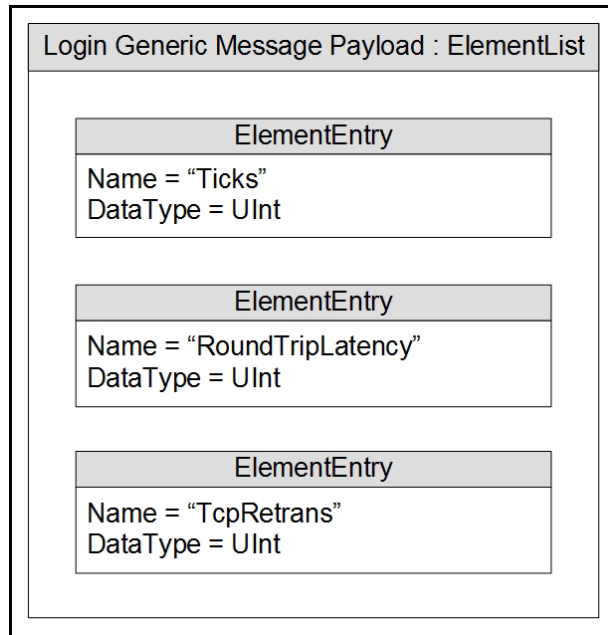 Login Generic Message Payload : ElementList
ElementEntry
Name = “Ticks”
DataType = UInt
ElementEntry
Name = “RoundTripLatency”
DataType = UInt
ElementEntry
Name = “TcpRetrans”
DataType = UInt